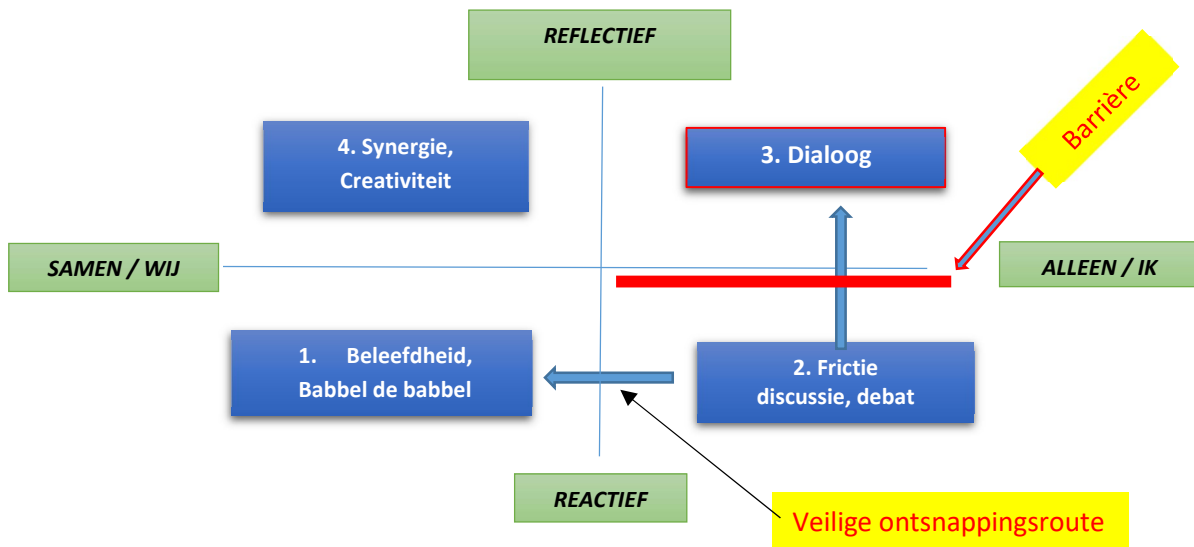 REFLECTIEF
Barrière
4. Synergie,
Creativiteit
3. Dialoog
SAMEN / WIJ
ALLEEN / IK
1. Beleefdheid,
Babbel de babbel
2. Frictie
discussie, debat
REACTIEF
Veilige ontsnappingsroute